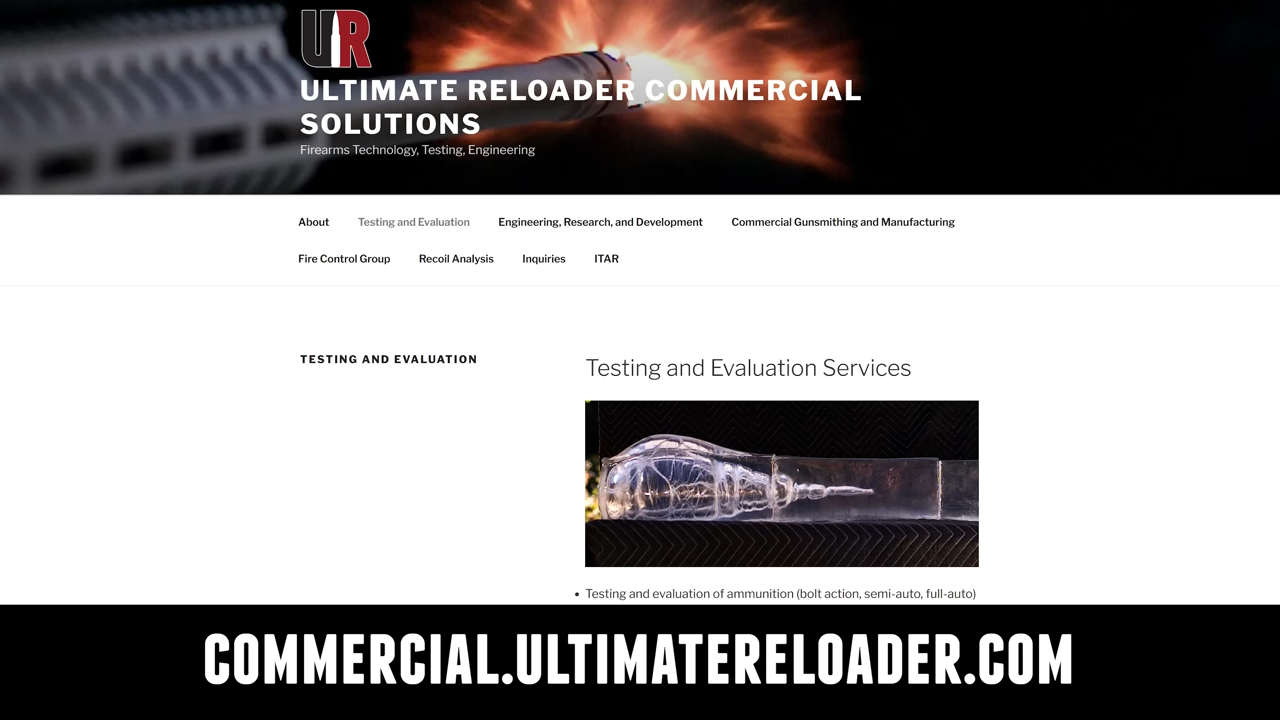 UR
ULTIMATE RELOADER COMMERCIAL
SOLUTIONS
Firearms Technology, Testing, Engineering
About Testing and Evaluation Engineering, Research, and Development Commercial Gunsmithing and Manufacturing
Fire Control Group Recoil Analysis Inquiries ITAR
TESTING AND EVALUATION
Testing and Evaluation Services
• Testing and evaluation of ammunition (bolt action, semi-auto, full-auto)
COMMERCIAL.ULTIMATERELOADER.COM